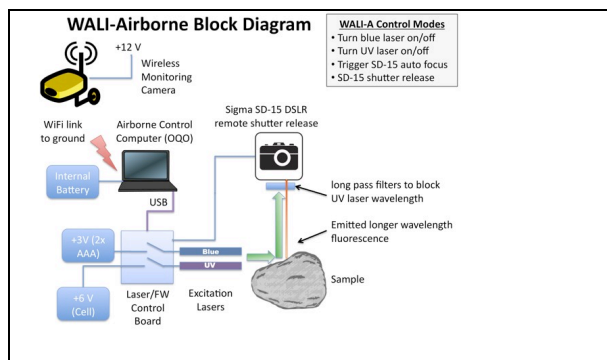 WALI-Airborne Block Diagram
WALI-A Control Modes
• Turn blue laser on/off
• Turn UV laser on/off
• Trigger SD-15 auto focus
• SD-15 shutter release
+12 V
Wireless
Monitoring
Camera
Sigma SD-15 DSLR
remote shutter release
WiFi link
to ground
Airborne Control
Computer (OQO)
Internal
Battery
USB
long pass filters to block
UV laser wavelength
Emitted longer wavelength
fluorescence
+3V (2x
AAA)
Blue
UV
+6 V
(Cell)
Laser/FW
Control
Board
Excitation
Lasers
Sample